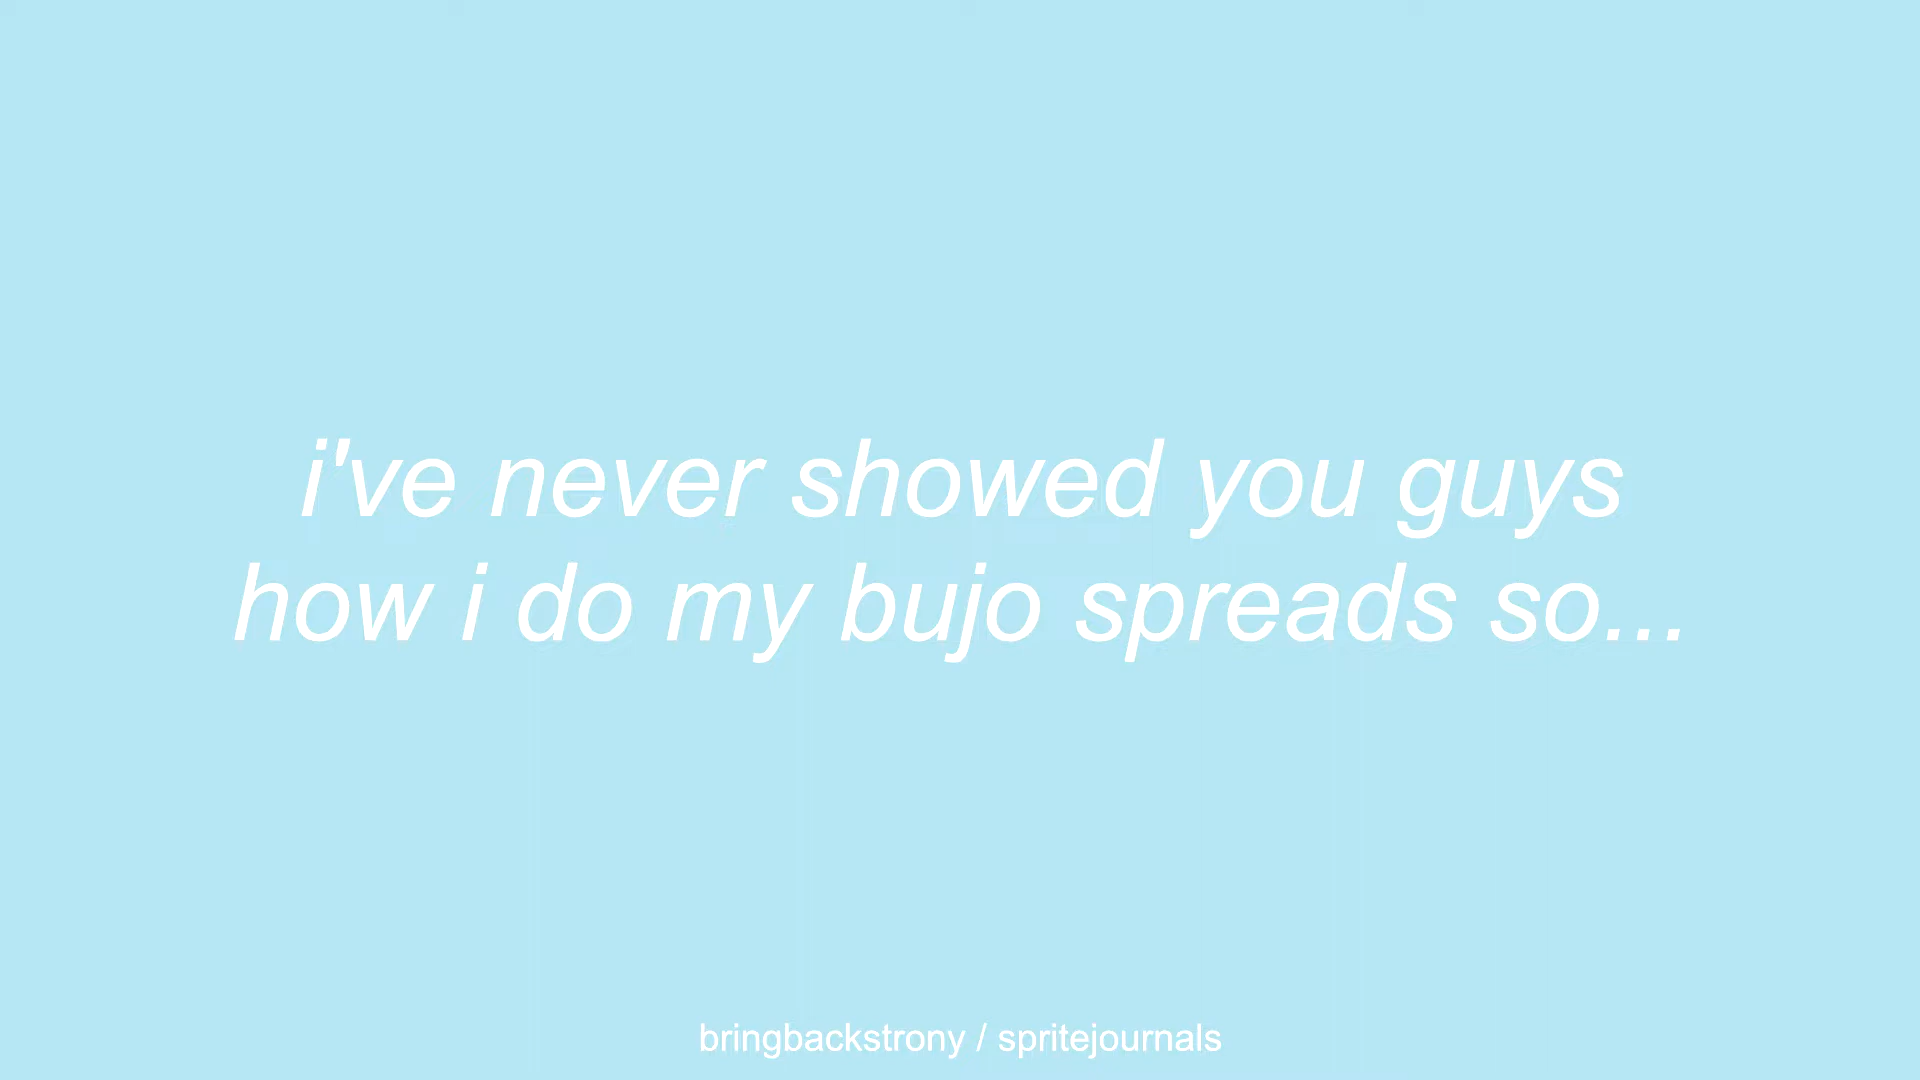 i've never showed you guys
how i do my bujo spreads so...
bringbackstrony / spritejournals